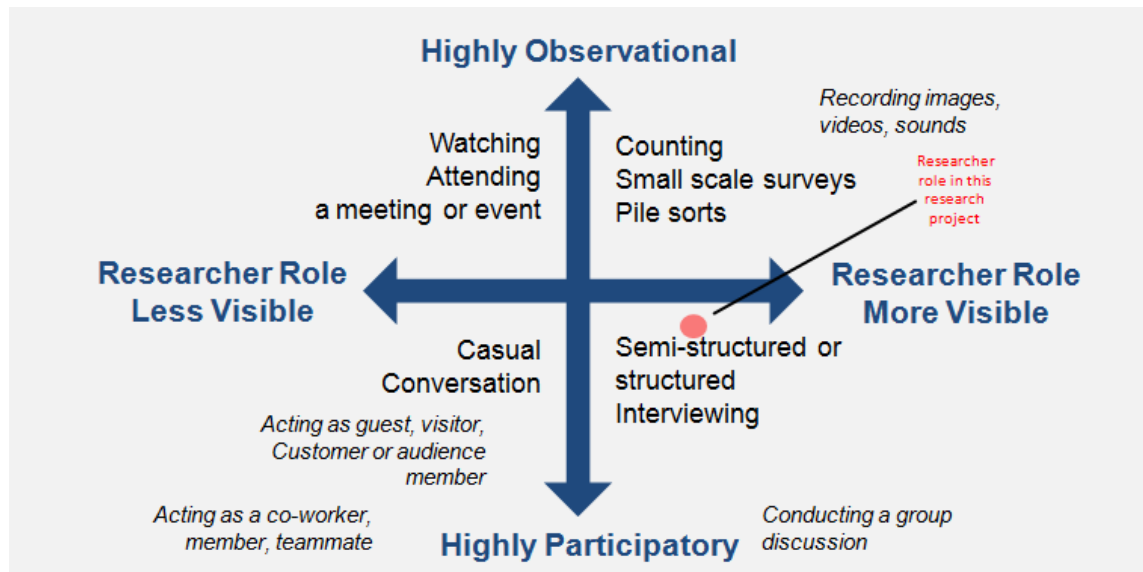 Highly Observational
Recording images,
videos, sounds
Watching
Attending
a meeting or event
Counting
Small scale surveys
Pile sorts
Researcher
role in this
research
project
Researcher Role
Less Visible
Researcher Role
More Visible
Casual
Conversation
Semi-structured or
structured
Interviewing
Acting as guest, visitor,
Customer or audience
member
Acting as a co-worker,
member, teammate
Highly Participatory
Conducting a group
discussion